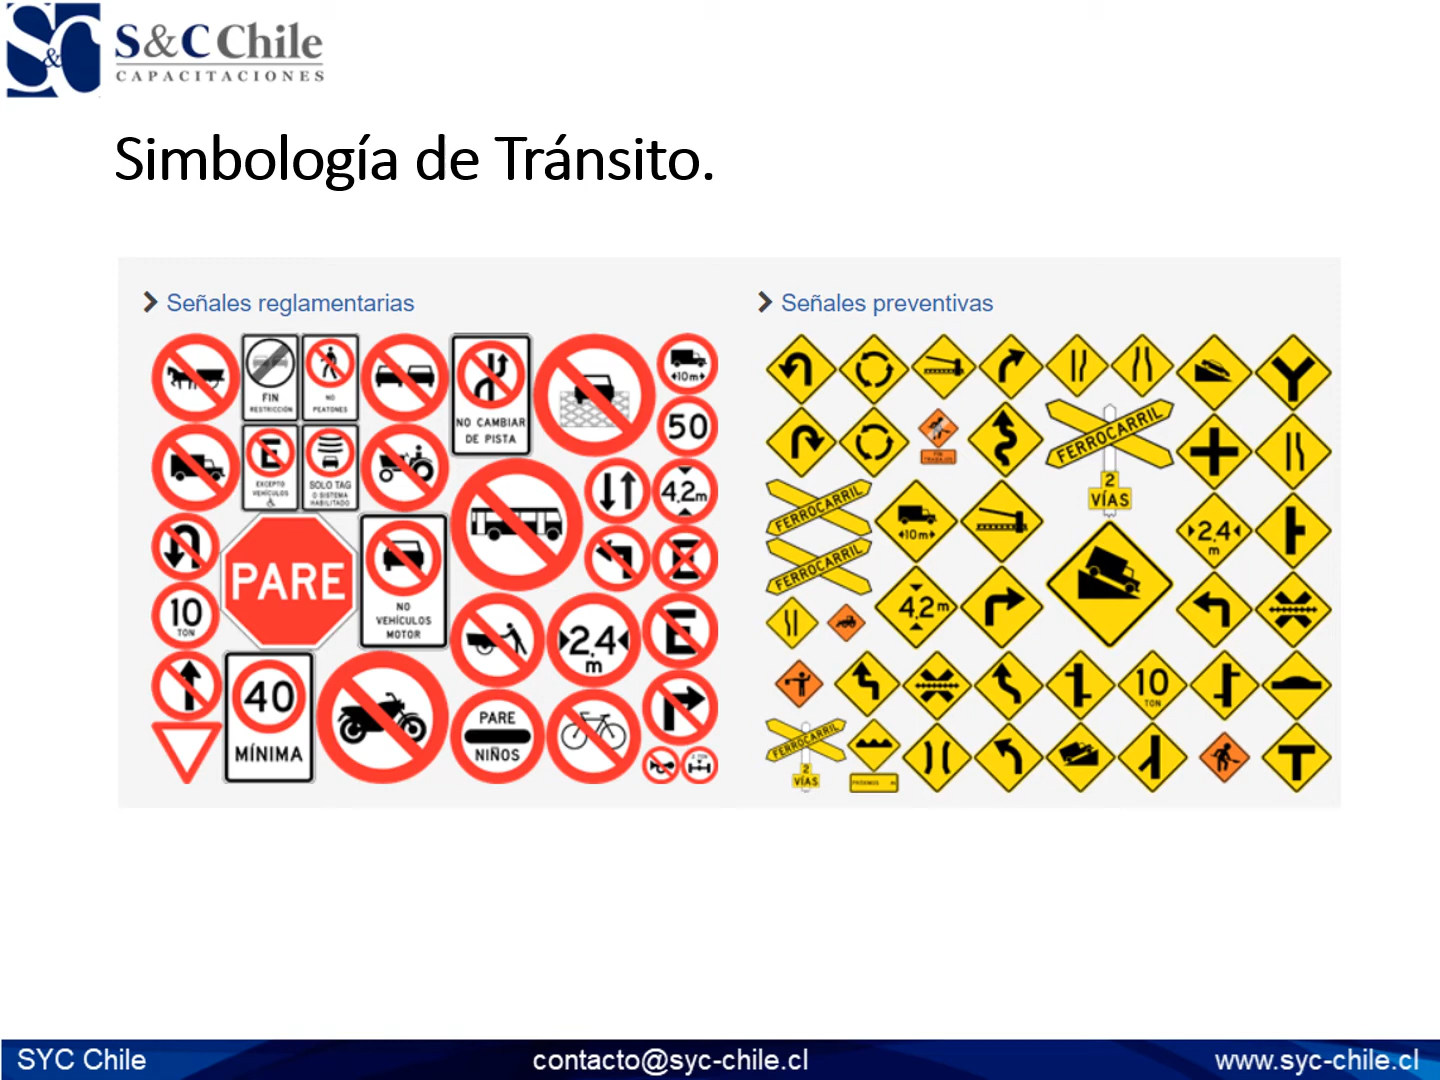 S&C Chile
CAPACITACIONES
Simbología de Tránsito.
Señales reglamentarias
Señales preventivas
FIN
RESTRICCIÓN
NO
PEATONES
NO CAMBIAR
DE PISTA
10m
50
E
EXCEPTO
VEHÍCULOS
SOLO TAG
O SISTEMA
HABILITADO
4,2m
PARE
NO
VEHÍCULOS
MOTOR
E
10
TON
2,4
m
E
40
MÍNIMA
PARE
NIÑOS
FERROCARRIL
2
VÍAS
FIN
TRABAJOS
FERROCARRIL
FERROCARRIL
10m
2,4
m
4,2m
10
TON
FERROCARRIL
2
VÍAS
SYC Chile
contacto@syc-chile.cl
www.syc-chile.cl